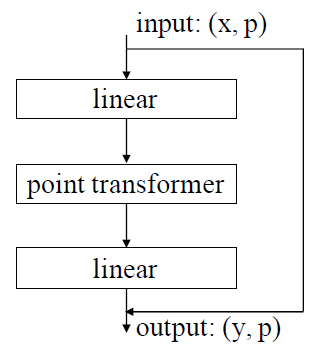 input: (x, p)
linear
point transformer
linear
output: (y, p)